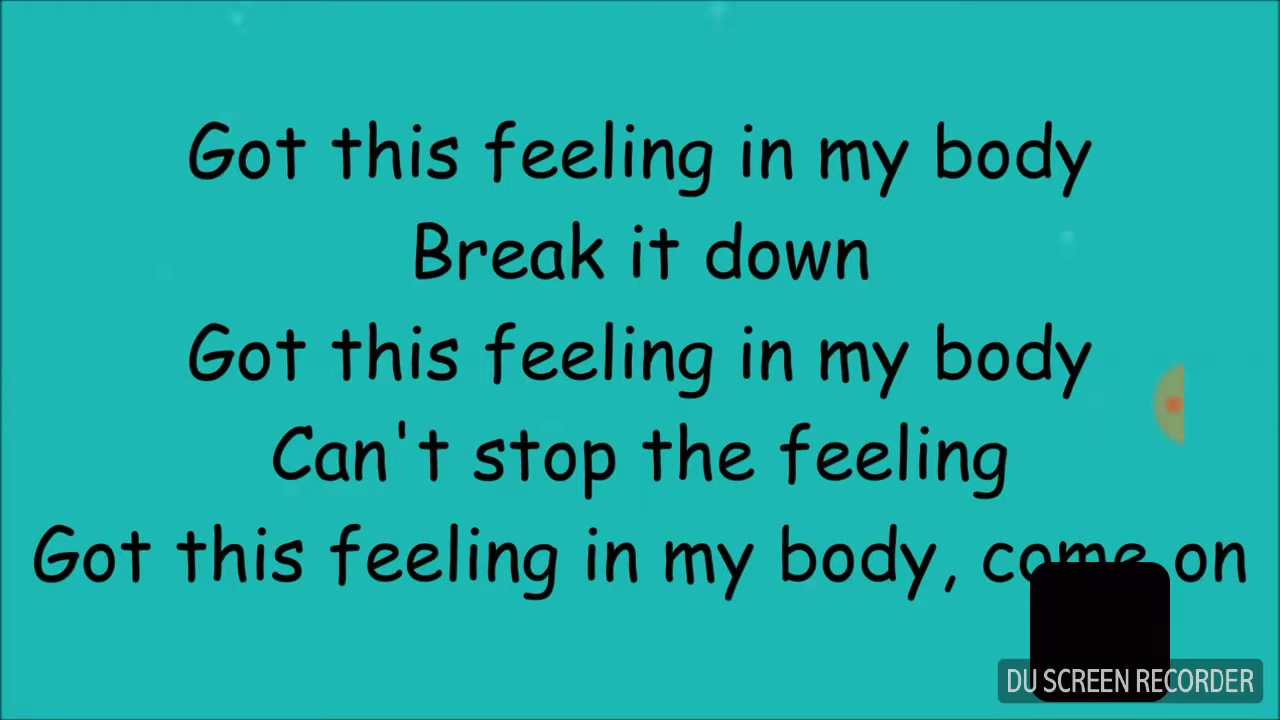 Got this feeling in my body
Break it down
Got this feeling in my body
Can't stop the feeling
Got this feeling in my body, come on
DU SCREEN RECORDER